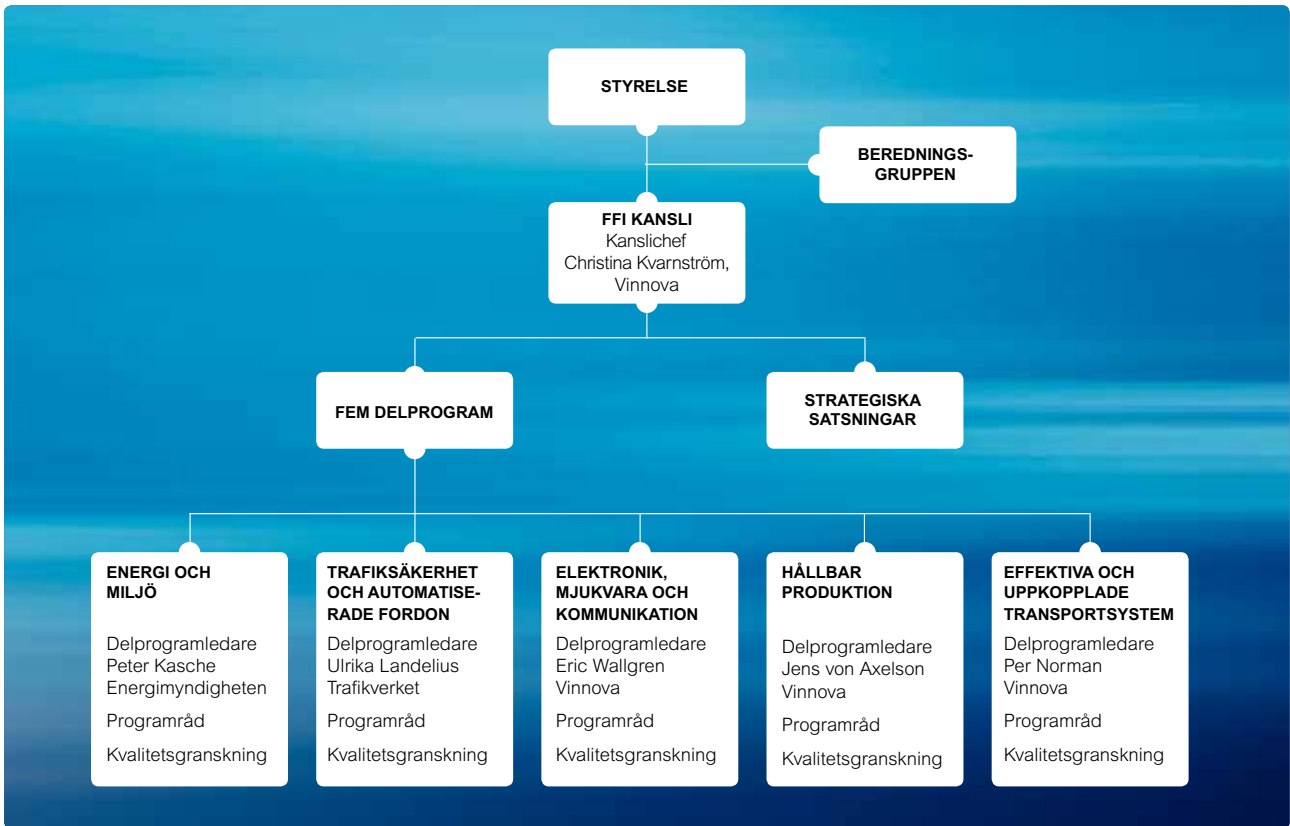 STYRELSE
BEREDNINGS-
GRUPPEN
FFI KANSLI
Kanslichef
Christina Kvarnström,
Vinnova
FEM DELPROGRAM
STRATEGISKA
SATSNINGAR
ENERGI OCH
MILJÖ
Delprogramledare
Peter Kasche
Energimyndigheten
Programråd
Kvalitetsgranskning
TRAFIKSÄKERHET
OCH AUTOMATISE-
RADE FORDON
Delprogramledare
Ulrika Landelius
Trafikverket
Programråd
Kvalitetsgranskning
ELEKTRONIK,
MJUKVARA OCH
KOMMUNIKATION
Delprogramledare
Eric Wallgren
Vinnova
Programråd
Kvalitetsgranskning
HÅLLBAR
PRODUKTION
Delprogramledare
Jens von Axelson
Vinnova
Programråd
Kvalitetsgranskning
EFFEKTIVA OCH
UPPKOPPLADE
TRANSPORTSYSTEM
Delprogramledare
Per Norman
Vinnova
Programråd
Kvalitetsgranskning